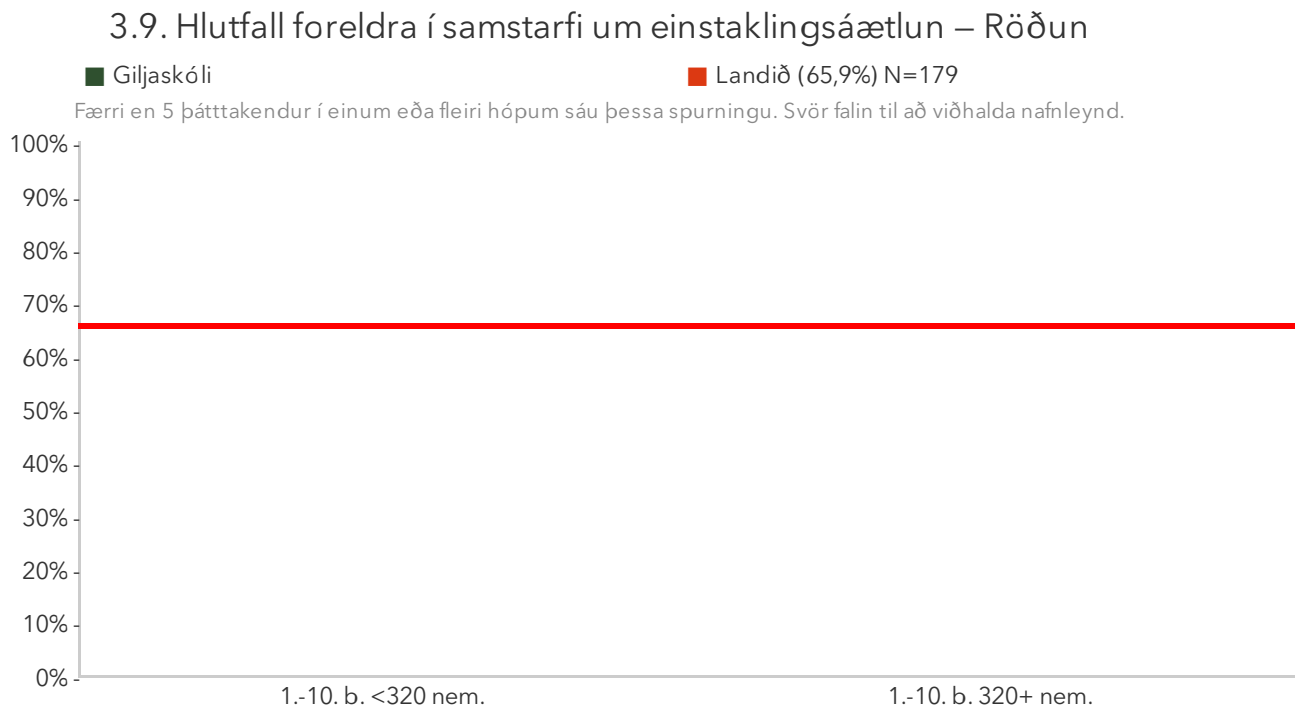 3.9. Hlutfall foreldra í samstarfi um einstaklingsáætlun – Röðun
Giljaskóli
Landið (65,9%) N=179
Færri en 5 þátttakendur í einum eða fleiri hópum sáu þessa spurningu. Svör falin til að viðhalda nafnleynd.
100%
90%
80%
70%
60%
50%
40%
30%
20%
10%
0%
1.-10. b. <320 nem.
1.-10. b. 320+ nem.